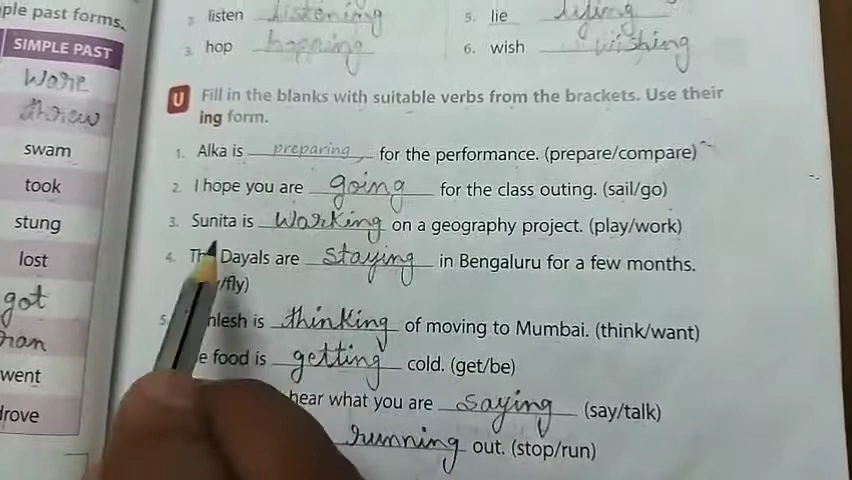 ple past forms.
SIMPLE PAST
wore
threw
swam
took
stung
lost
got
ran
went
drove
2. listen listening
3. hop hopping
5. lie lying
6. wish wishing
U Fill in the blanks with suitable verbs from the brackets. Use their
ing form.
1. Alka is preparing for the performance. (prepare/compare)
2. I hope you are going for the class outing. (sail/go)
3. Sunita is working on a geography project. (play/work)
4. The Dayals are staying in Bengaluru for a few months.
/fly)
5. hlesh is thinking of moving to Mumbai. (think/want)
e food is getting cold. (get/be)
hear what you are saying (say/talk)
running out. (stop/run)